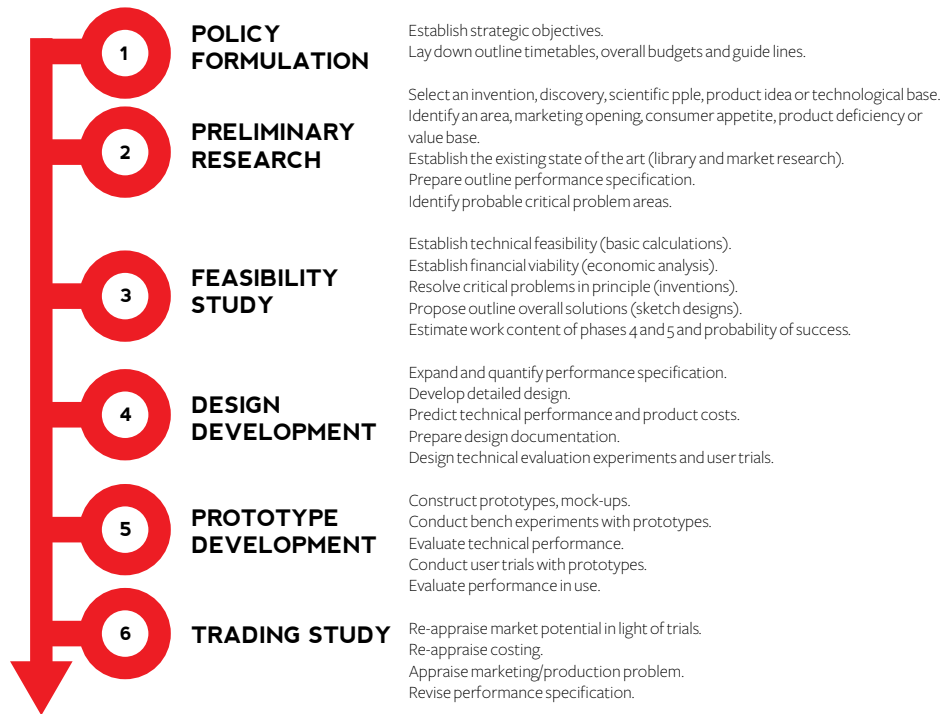 1
POLICY
FORMULATION
Establish strategic objectives.
Lay down outline timetables, overall budgets and guide lines.
2
PRELIMINARY
RESEARCH
Select an invention, discovery, scientific pple, product idea or technological base.
Identify an area, marketing opening, consumer appetite, product deficiency or
value base.
Establish the existing state of the art (library and market research).
Prepare outline performance specification.
Identify probable critical problem areas.
3
FEASIBILITY
STUDY
Establish technical feasibility (basic calculations).
Establish financial viability (economic analysis).
Resolve critical problems in principle (inventions).
Propose outline overall solutions (sketch designs).
Estimate work content of phases 4 and 5 and probability of success.
4
DESIGN
DEVELOPMENT
Expand and quantify performance specification.
Develop detailed design.
Predict technical performance and product costs.
Prepare design documentation.
Design technical evaluation experiments and user trials.
5
PROTOTYPE
DEVELOPMENT
Construct prototypes, mock-ups.
Conduct bench experiments with prototypes.
Evaluate technical performance.
Conduct user trials with prototypes.
Evaluate performance in use.
6
TRADING STUDY
Re-appraise market potential in light of trials.
Re-appraise costing.
Appraise marketing/production problem.
Revise performance specification.